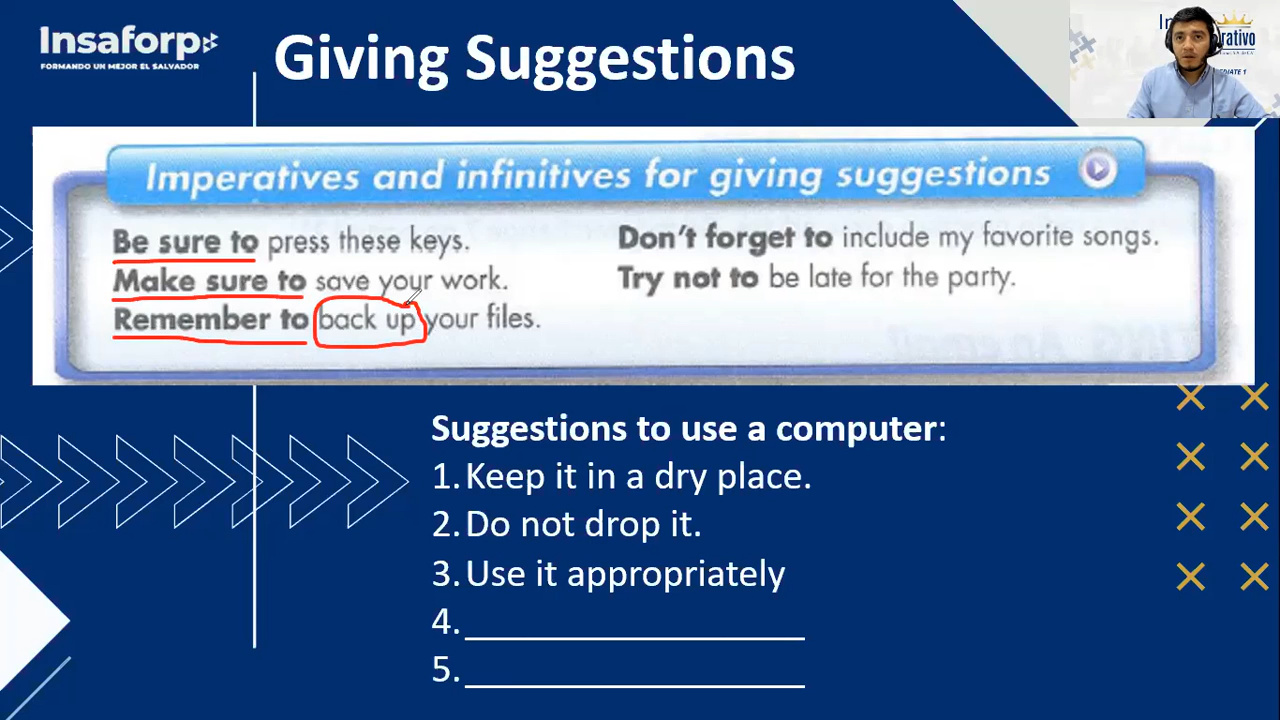 Insaforp
FORMANDO UN MEJOR EL SALVADOR
Giving Suggestions
Imperatives and infinitives for giving suggestions
Be sure to press these keys.
Make sure to save your work.
Remember to back up your files.
Don't forget to include my favorite songs.
Try not to be late for the party.
Suggestions to use a computer:
1. Keep it in a dry place.
2. Do not drop it.
3. Use it appropriately
4.
5.